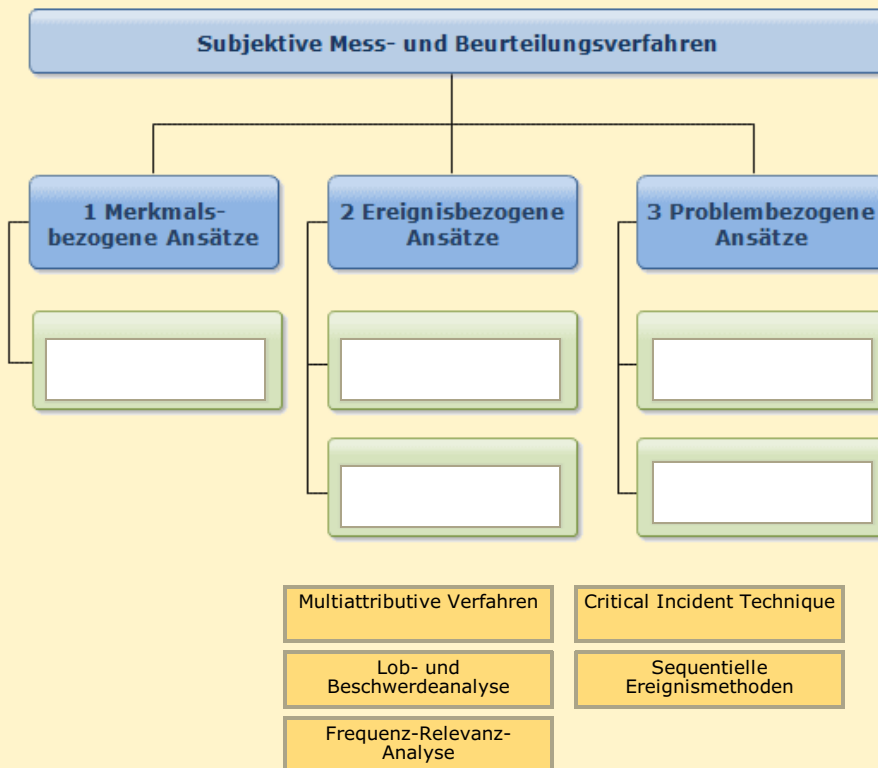 Subjektive Mess- und Beurteilungsverfahren
1 Merkmals-
bezogene Ansätze
2 Ereignisbezogene
Ansätze
3 Problembezogene
Ansätze
Multiattributive Verfahren
Critical Incident Technique
Lob- und
Beschwerdeanalyse
Sequentielle
Ereignismethoden
Frequenz-Relevanz-
Analyse